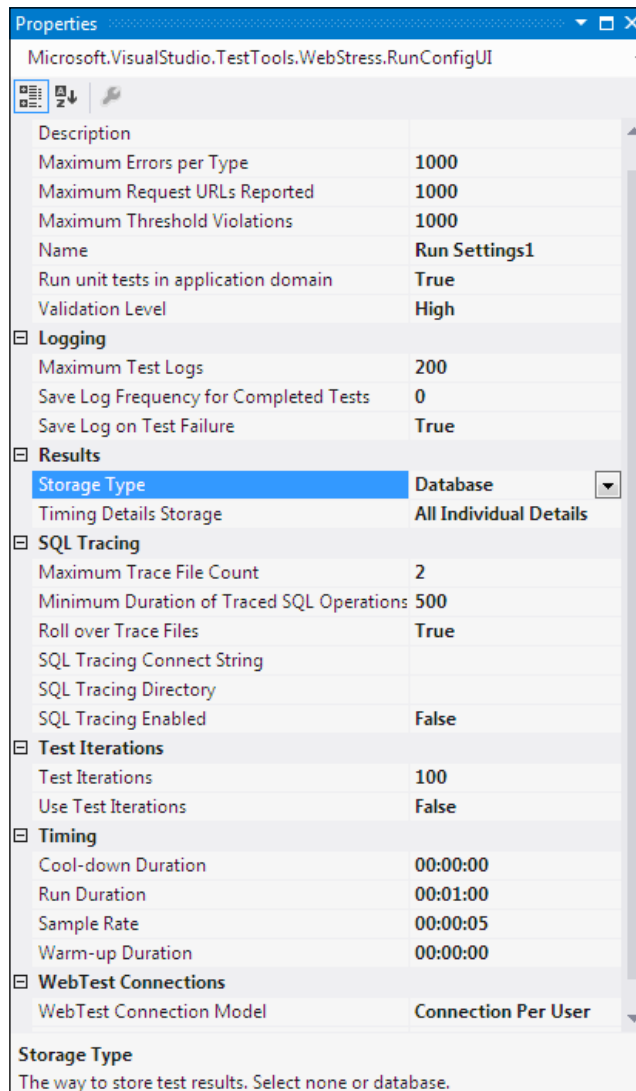 Properties
Microsoft.VisualStudio.TestTools.WebStress.RunConfigUI
A Z
Description
Maximum Errors per Type 1000
Maximum Request URLs Reported 1000
Maximum Threshold Violations 1000
Name Run Settings1
Run unit tests in application domain True
Validation Level High
Logging
Maximum Test Logs 200
Save Log Frequency for Completed Tests 0
Save Log on Test Failure True
Results
Storage Type Database
Timing Details Storage All Individual Details
SQL Tracing
Maximum Trace File Count 2
Minimum Duration of Traced SQL Operations 500
Roll over Trace Files True
SQL Tracing Connect String
SQL Tracing Directory
SQL Tracing Enabled False
Test Iterations
Test Iterations 100
Use Test Iterations False
Timing
Cool-down Duration 00:00:00
Run Duration 00:01:00
Sample Rate 00:00:05
Warm-up Duration 00:00:00
WebTest Connections
WebTest Connection Model Connection Per User
Storage Type
The way to store test results. Select none or database.